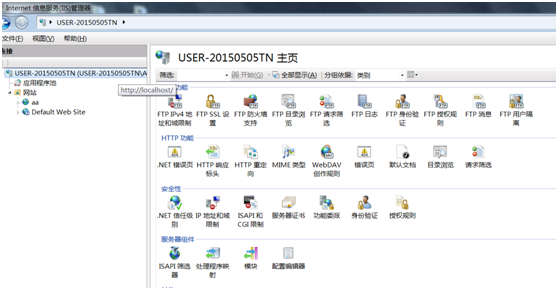 Internet 信息服务(IIS)管理器
USER-20150505TN
文件(F) 视图(V) 帮助(H)
连接
USER-20150505TN (USER-20150505TN\A
应用程序池
网站
aa
Default Web Site
http://localhost/
USER-20150505TN 主页
筛选: 开始(G) 全部显示(A) 分组依据: 类别
功能
FTP IPv4 地址和域限制
FTP SSL 设置
FTP 防火墙支持
FTP 目录浏览
FTP 请求筛选
FTP 日志
FTP 身份验证
FTP 授权规则
FTP 消息
FTP 用户隔离
HTTP 功能
.NET 错误页
HTTP 响应标头
HTTP 重定向
MIME 类型
WebDAV 创作规则
错误页
默认文档
目录浏览
请求筛选
安全性
.NET 信任级别
IP 地址和域限制
ISAPI 和 CGI 限制
服务器证书
功能委派
身份验证
授权规则
服务器组件
ISAPI 筛选器
处理程序映射
模块
配置编辑器